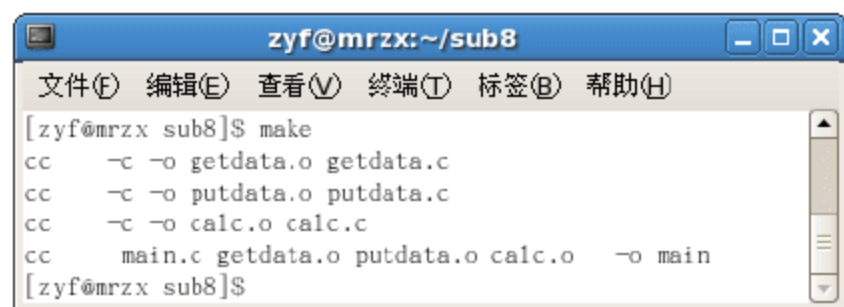 zyf@mrzx:~/sub8
文件(F) 编辑(E) 查看(V) 终端(T) 标签(B) 帮助(H)
[zyf@mrzx sub8]$ make
cc    -c -o getdata.o getdata.c
cc    -c -o putdata.o putdata.c
cc    -c -o calc.o calc.c
cc     main.c getdata.o putdata.o calc.o   -o main
[zyf@mrzx sub8]$